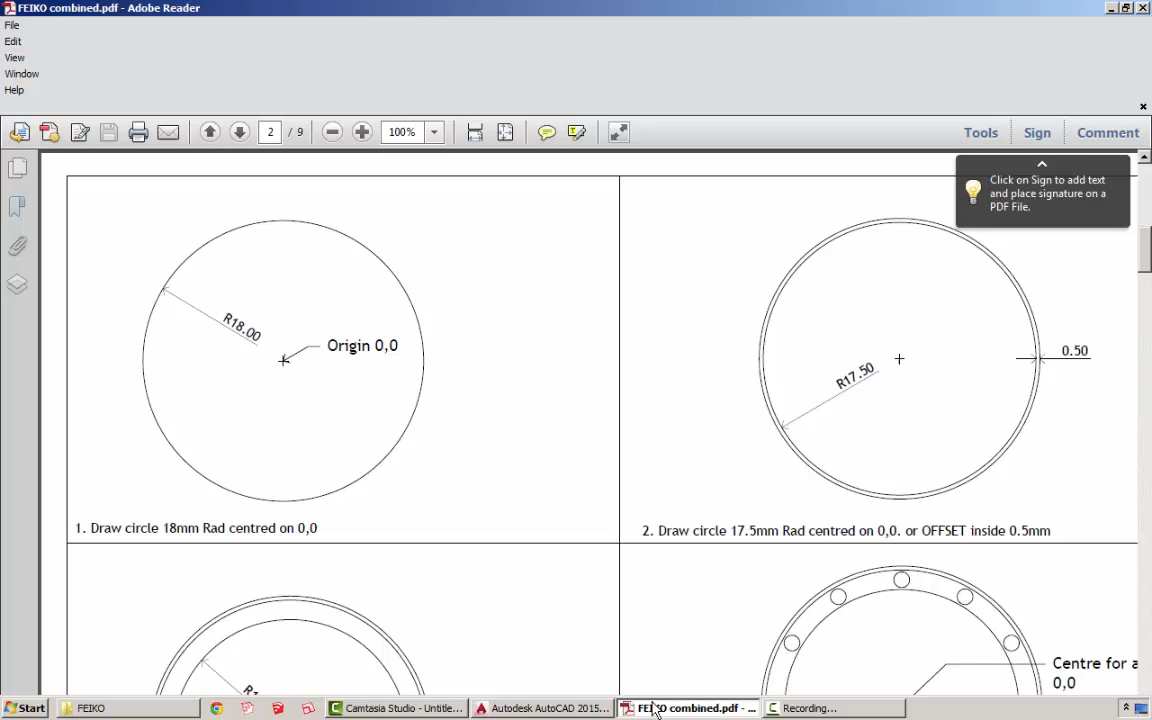 FEIKO combined.pdf - Adobe Reader
File
Edit
View
Window
Help
2 / 9
100%
Tools
Sign
Comment
Click on Sign to add text
and place signature on a
PDF File.
R18.00
Origin 0,0
0.50
R17.50
1. Draw circle 18mm Rad centred on 0,0
2. Draw circle 17.5mm Rad centred on 0,0. or OFFSET inside 0.5mm
Centre for a
0,0
Start
FEIKO
Camtasia Studio - Untitle...
Autodesk AutoCAD 2015...
FEIKO combined.pdf - ...
Recording...